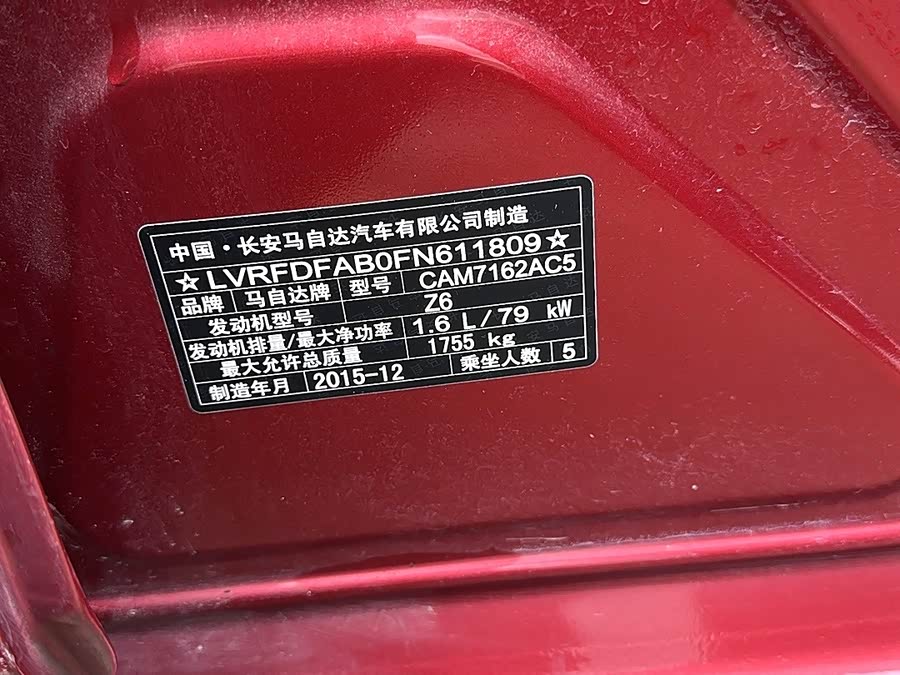 中国·长安马自达汽车有限公司制造
☆LVRFDFAB0FN611809☆
品牌 马自达牌 型号 CAM7162AC5
发动机型号 Z6
发动机排量/最大净功率 1.6 L/79 kW
最大允许总质量 1755 kg
制造年月 2015-12 乘坐人数 5